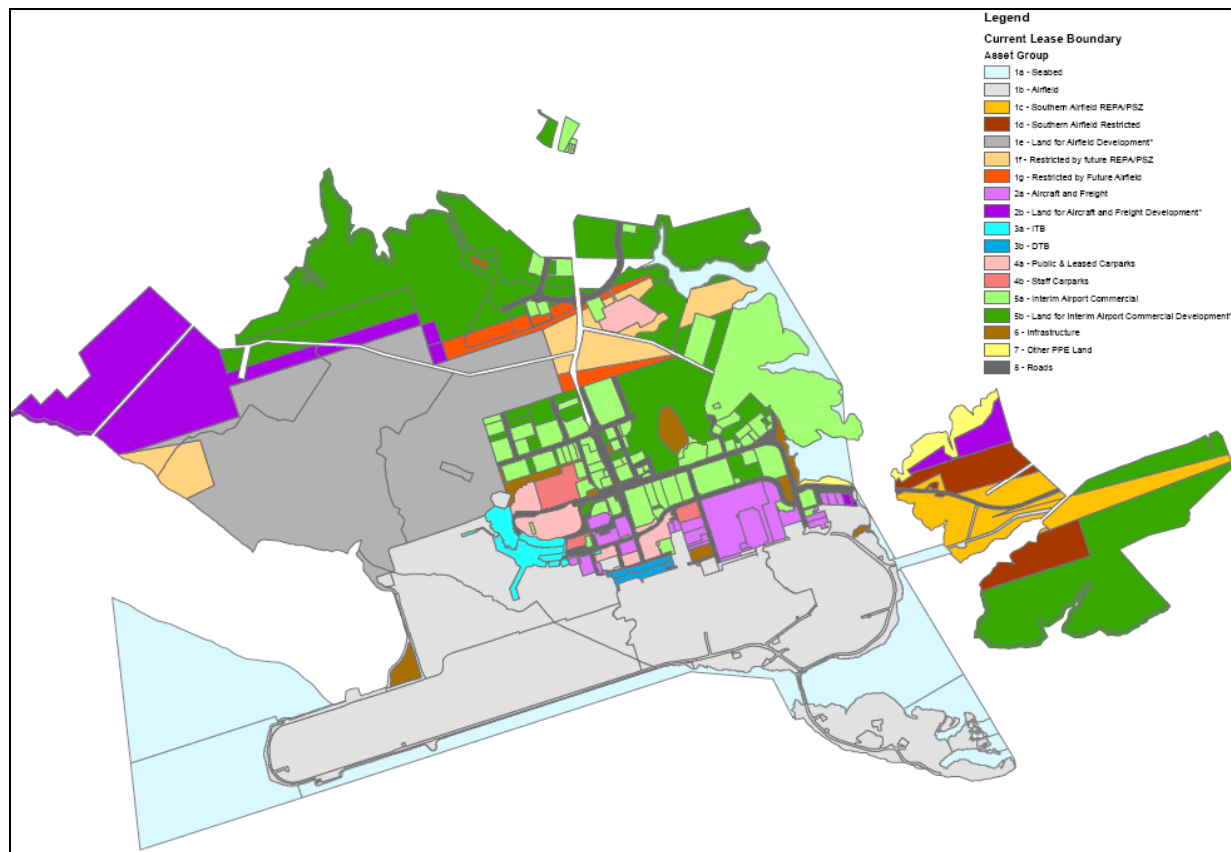 Legend
Current Lease Boundary
Asset Group
1a - Seabed
1b - Airfield
1c - Southern Airfield REPA/PSZ
1d - Southern Airfield Restricted
1e - Land for Airfield Development*
1f - Restricted by future REPA/PSZ
1g - Restricted by Future Airfield
2a - Aircraft and Freight
2b - Land for Aircraft and Freight Development*
3a - ITB
3b - DTB
4a - Public & Leased Carparks
4b - Staff Carparks
5a - Interim Airport Commercial
5b - Land for Interim Airport Commercial Development*
6 - Infrastructure
7 - Other PPE Land
8 - Roads